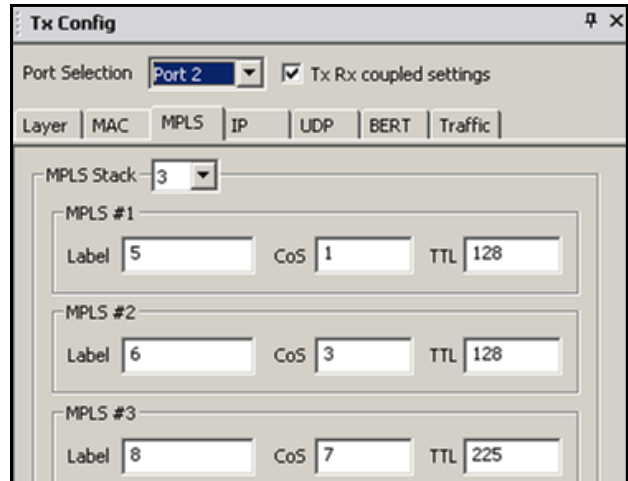 Tx Config
Port Selection Port 2 Tx Rx coupled settings
Layer MAC MPLS IP UDP BERT Traffic
MPLS Stack 3
MPLS #1
Label 5 CoS 1 TTL 128
MPLS #2
Label 6 CoS 3 TTL 128
MPLS #3
Label 8 CoS 7 TTL 225